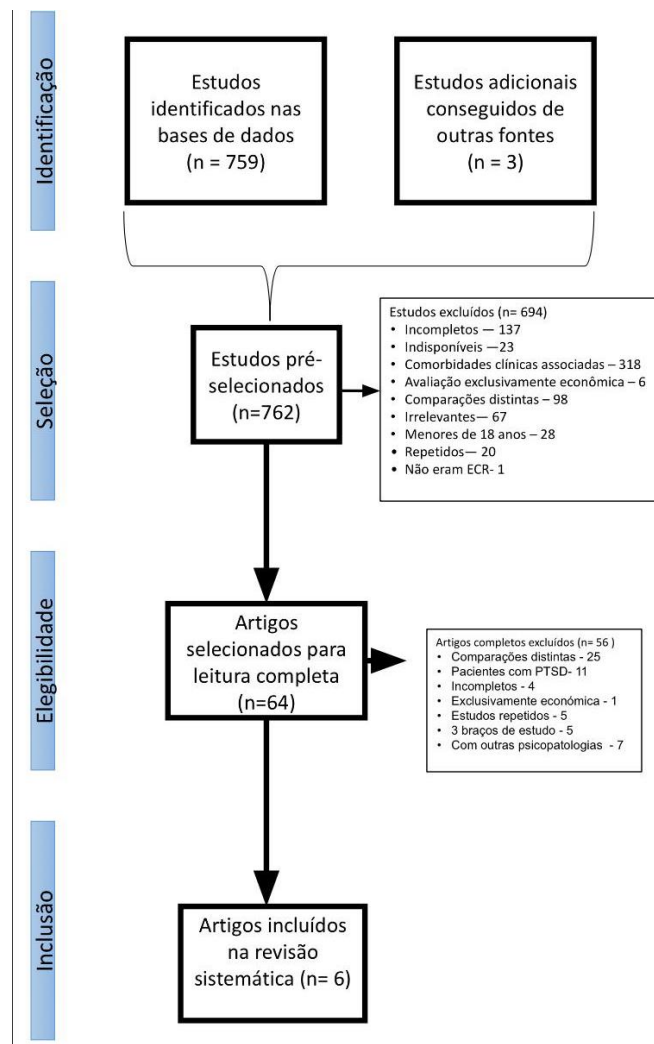 Identificação
Estudos
identificados nas
bases de dados
(n = 759)
Estudos adicionais
conseguidos de
outras fontes
(n = 3)
Seleção
Estudos pré-
selecionados
(n=762)
Estudos excluídos (n= 694)
• Incompletos — 137
• Indisponíveis —23
• Comorbidades clínicas associadas – 318
• Avaliação exclusivamente econômica – 6
• Comparações distintas – 98
• Irrelevantes— 67
• Menores de 18 anos – 28
• Repetidos— 20
• Não eram ECR- 1
Elegibilidade
Artigos
selecionados para
leitura completa
(n=64)
Artigos completos excluídos (n= 56 )
• Comparações distintas - 25
• Pacientes com PTSD- 11
• Incompletos - 4
• Exclusivamente económica - 1
• Estudos repetidos - 5
• 3 braços de estudo - 5
• Com outras psicopatologias - 7
Inclusão
Artigos incluídos
na revisão
sistemática (n= 6)